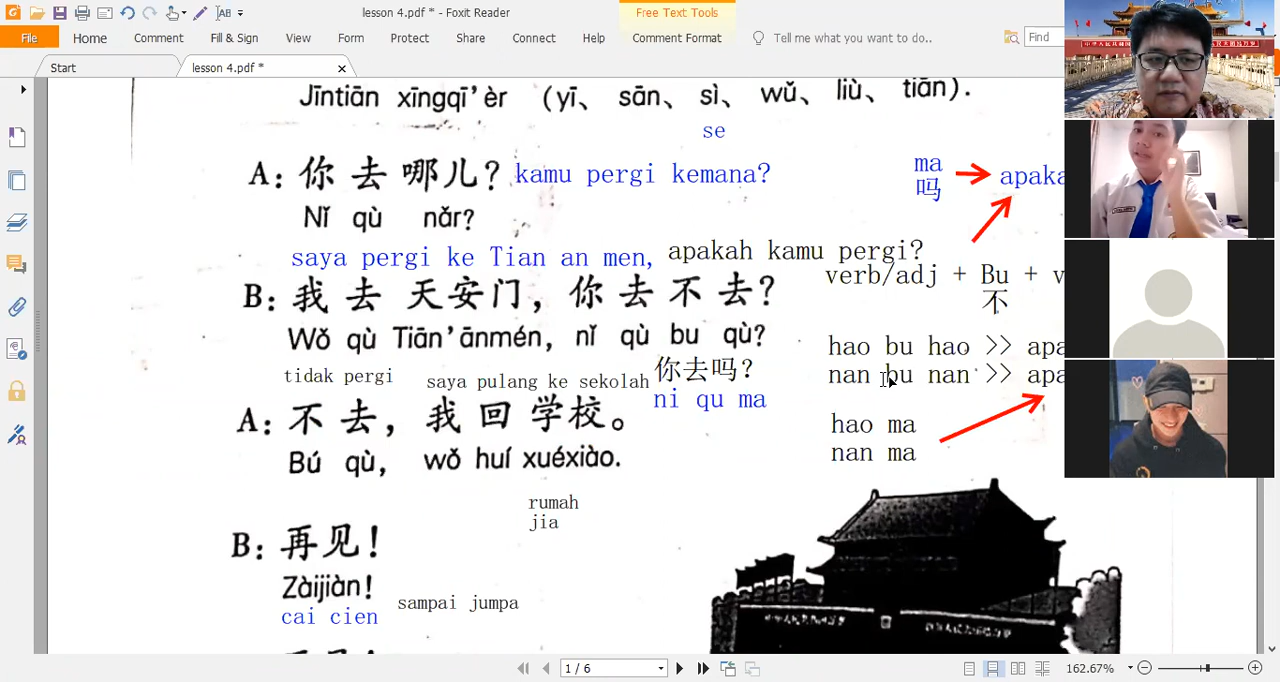 lesson 4.pdf * - Foxit Reader
Free Text Tools
File Home Comment Fill & Sign View Form Protect Share Connect Help Comment Format Tell me what you want to do.. Find
Start lesson 4.pdf *
Jīntiān xīngqī'èr (yī、 sān、 sì、 wǔ、 liù、 tiān).
se
A: 你 去 哪儿? kamu pergi kemana?
Nǐ qù nǎr?
ma
吗
apaka
saya pergi ke Tian an men, apakah kamu pergi?
verb/adj + Bu + v
不
B: 我 去 天安门, 你 去 不 去?
Wǒ qù Tiān'ānmén, nǐ qù bu qù?
hao bu hao >> apa
nan bu nan >> apa
你去吗?
ni qu ma
tidak pergi saya pulang ke sekolah
A: 不 去, 我 回 学校。
Bú qù, wǒ huí xuéxiào.
hao ma
nan ma
rumah
jia
B: 再见!
Zàijiàn!
cai cien sampai jumpa
1 / 6
162.67%